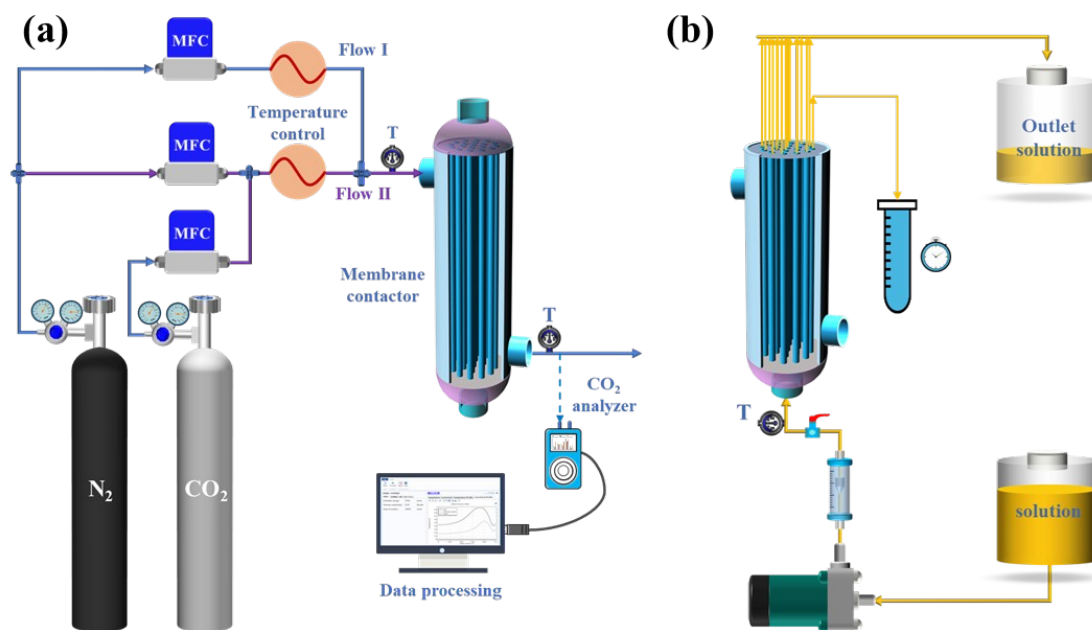 (a)
MFC
Flow I
Temperature
control
MFC
T
Flow II
MFC
Membrane
contactor
T
CO₂
analyzer
N₂
CO₂
Data processing
(b)
Outlet
solution
T
solution